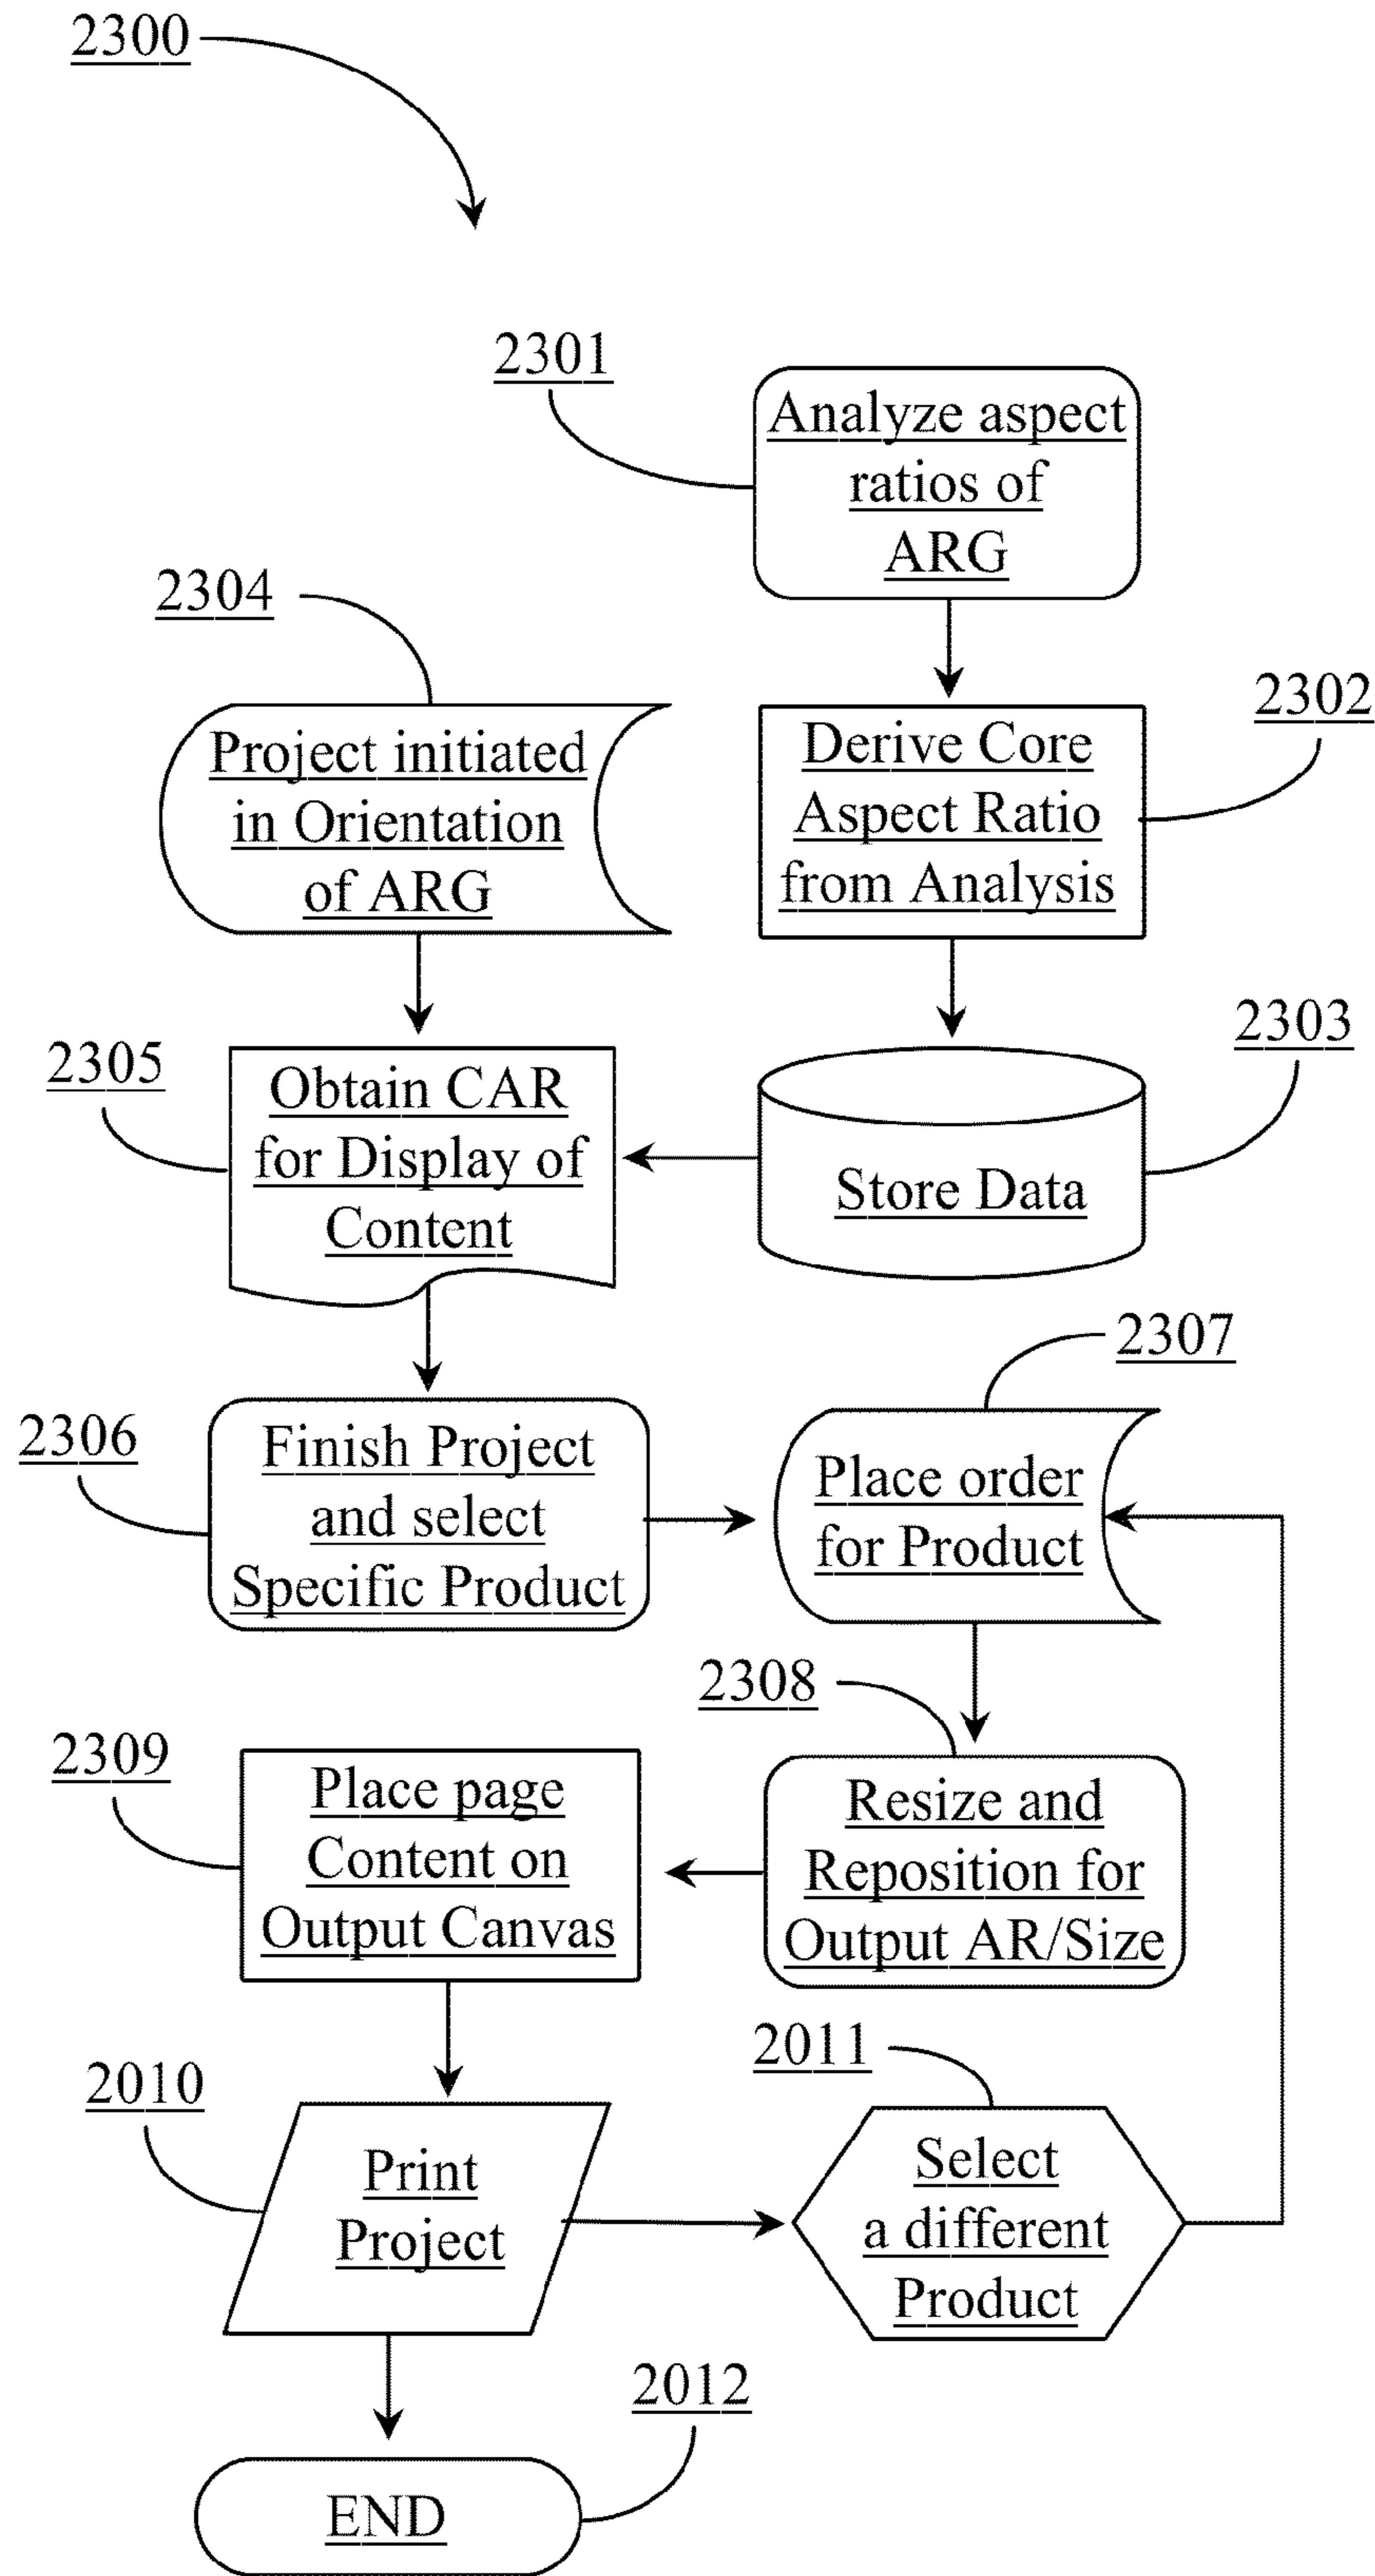 2300
2301
Analyze aspect
ratios of
ARG
2304
Project initiated
in Orientation
of ARG
2302
Derive Core
Aspect Ratio
from Analysis
2305
Obtain CAR
for Display of
Content
2303
Store Data
2306
Finish Project
and select
Specific Product
2307
Place order
for Product
2308
Resize and
Reposition for
Output AR/Size
2309
Place page
Content on
Output Canvas
2010
Print
Project
2011
Select
a different
Product
2012
END